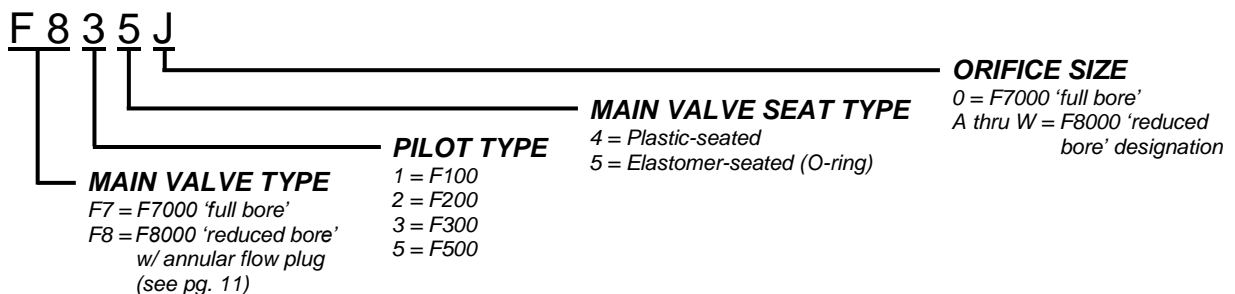 F 8 3 5 J
ORIFICE SIZE
0 = F7000 ‘full bore’
A thru W = F8000 ‘reduced
bore’ designation
MAIN VALVE SEAT TYPE
4 = Plastic-seated
5 = Elastomer-seated (O-ring)
PILOT TYPE
1 = F100
2 = F200
3 = F300
5 = F500
MAIN VALVE TYPE
F7 = F7000 ‘full bore’
F8 = F8000 ‘reduced bore’
w/ annular flow plug
(see pg. 11)